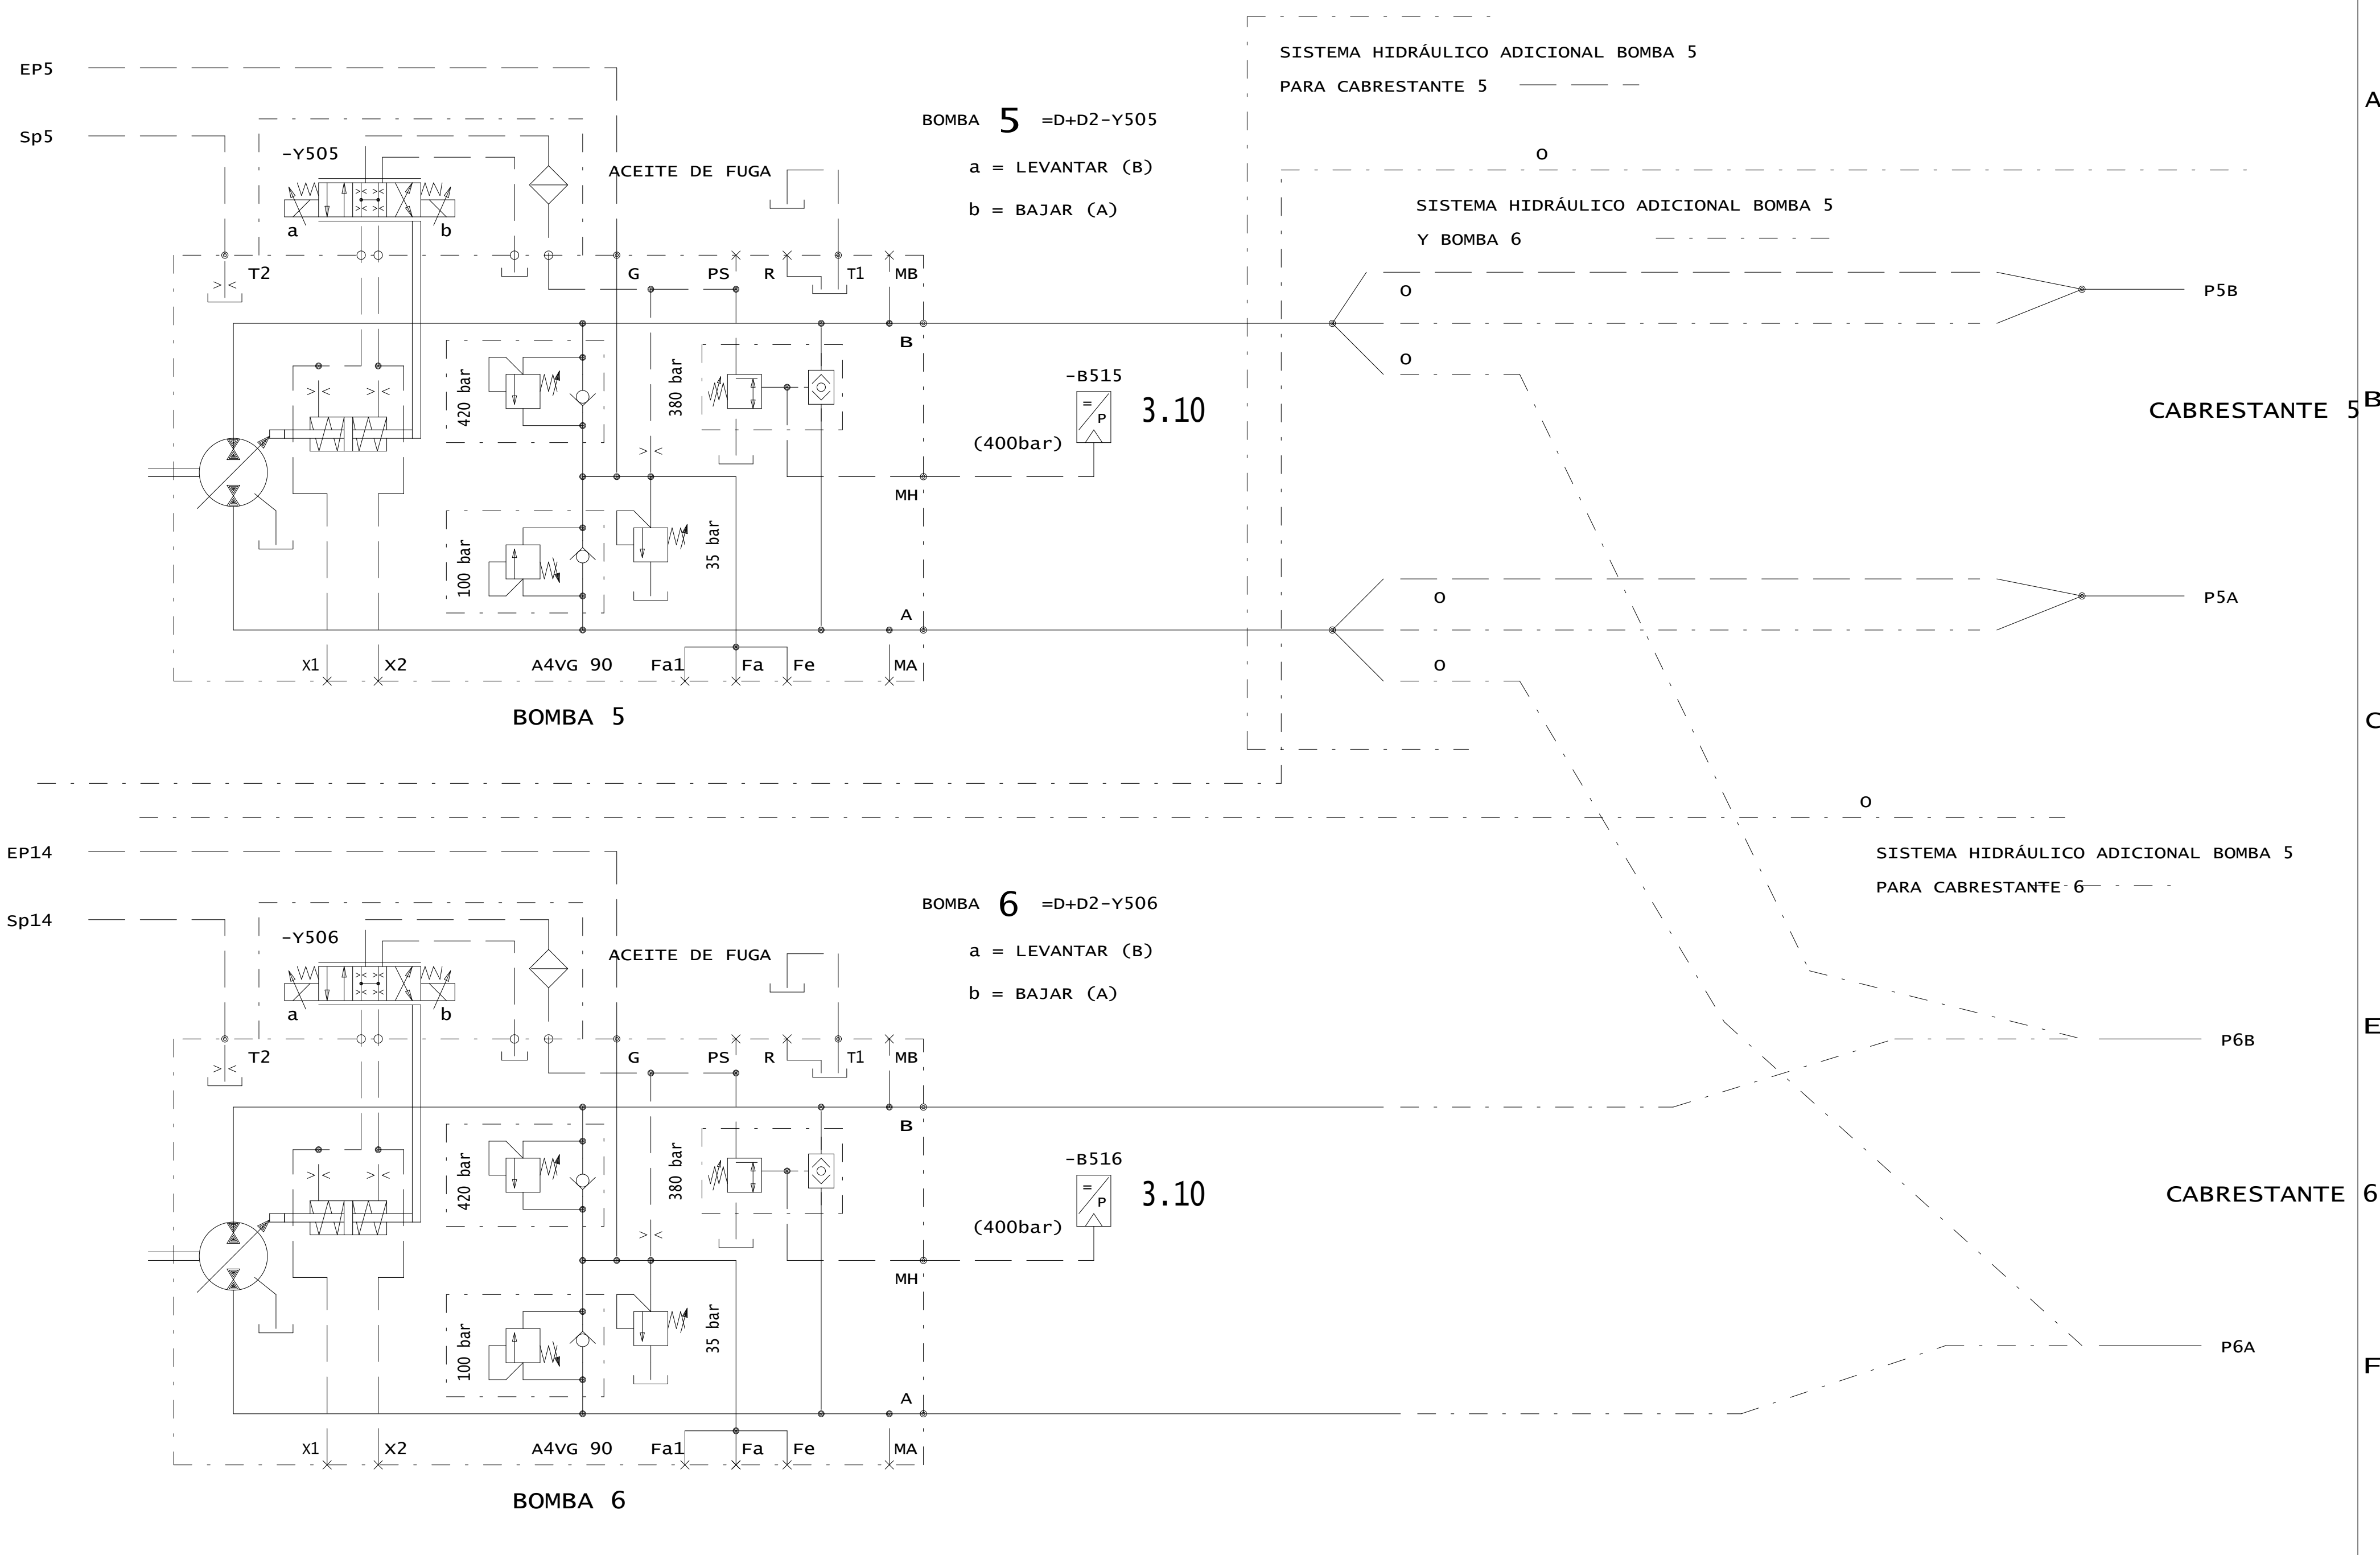 SISTEMA HIDRÁULICO ADICIONAL BOMBA 5
PARA CABRESTANTE 5
EP5
A
BOMBA 5 =D+D2-Y505
Sp5
-Y505
O
a = LEVANTAR (B)
ACEITE DE FUGA
b = BAJAR (A)
SISTEMA HIDRÁULICO ADICIONAL BOMBA 5
Y BOMBA 6
a b
T2 G PS R T1 MB
O
P5B
B
O
420 bar
380 bar
-B515
=
P
3.10
(400bar)
CABRESTANTE 5
B
MH
100 bar
35 bar
O
P5A
A
O
X1 X2 A4VG 90 Fa1 Fa Fe MA
BOMBA 5
C
O
EP14
SISTEMA HIDRÁULICO ADICIONAL BOMBA 5
PARA CABRESTANTE 6
BOMBA 6 =D+D2-Y506
Sp14
-Y506
a = LEVANTAR (B)
ACEITE DE FUGA
b = BAJAR (A)
a b
E
T2 G PS R T1 MB
P6B
B
420 bar
380 bar
-B516
=
P
3.10
(400bar)
CABRESTANTE 6
MH
100 bar
35 bar
P6A
F
A
X1 X2 A4VG 90 Fa1 Fa Fe MA
BOMBA 6